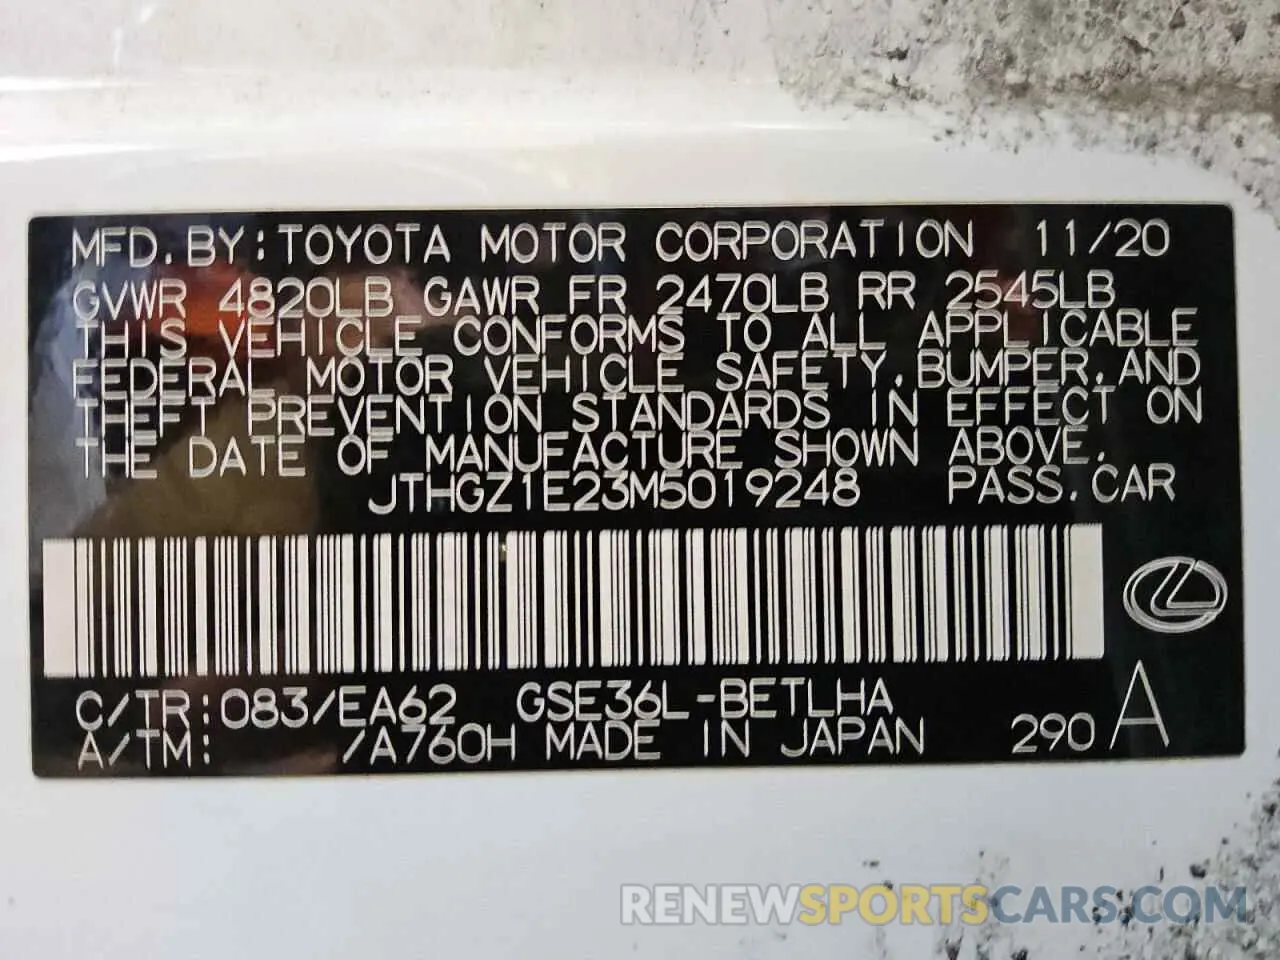 MFD. BY: TOYOTA MOTOR CORPORATION 11/20
GVWR 4820LB GAWR FR 2470LB RR 2545LB
THIS VEHICLE CONFORMS TO ALL APPLICABLE
FEDERAL MOTOR VEHICLE SAFETY, BUMPER, AND
THEFT PREVENTION STANDARDS IN EFFECT ON
THE DATE OF MANUFACTURE SHOWN ABOVE.
JTHGZ1E23M5019248 PASS. CAR
C/TR: 083/EA62 GSE36L-BETLHA
A/TM: /A760H MADE IN JAPAN 290 A
RENEWSPORTSCARS.COM